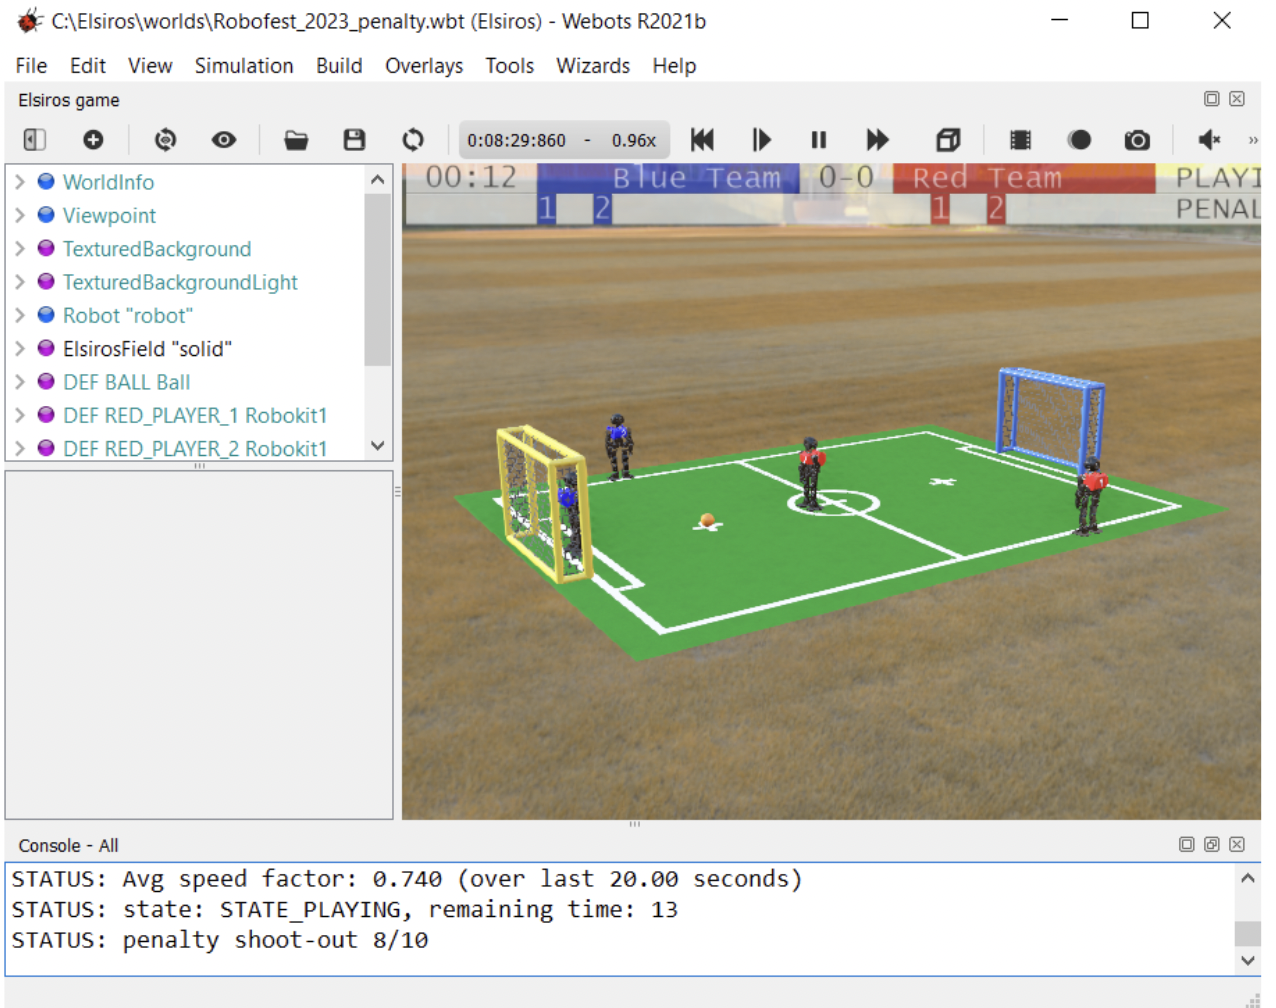 C:\Elsiros\worlds\Robofest_2023_penalty.wbt (Elsiros) - Webots R2021b
File Edit View Simulation Build Overlays Tools Wizards Help
Elsiros game
0:08:29:860 - 0.96x
WorldInfo
Viewpoint
TexturedBackground
TexturedBackgroundLight
Robot "robot"
ElsirosField "solid"
DEF BALL Ball
DEF RED_PLAYER_1 Robokit1
DEF RED_PLAYER_2 Robokit1
00:12 Blue Team 0-0 Red Team PLAYI
1 2 1 2 PENAL
Console - All
STATUS: Avg speed factor: 0.740 (over last 20.00 seconds)
STATUS: state: STATE_PLAYING, remaining time: 13
STATUS: penalty shoot-out 8/10